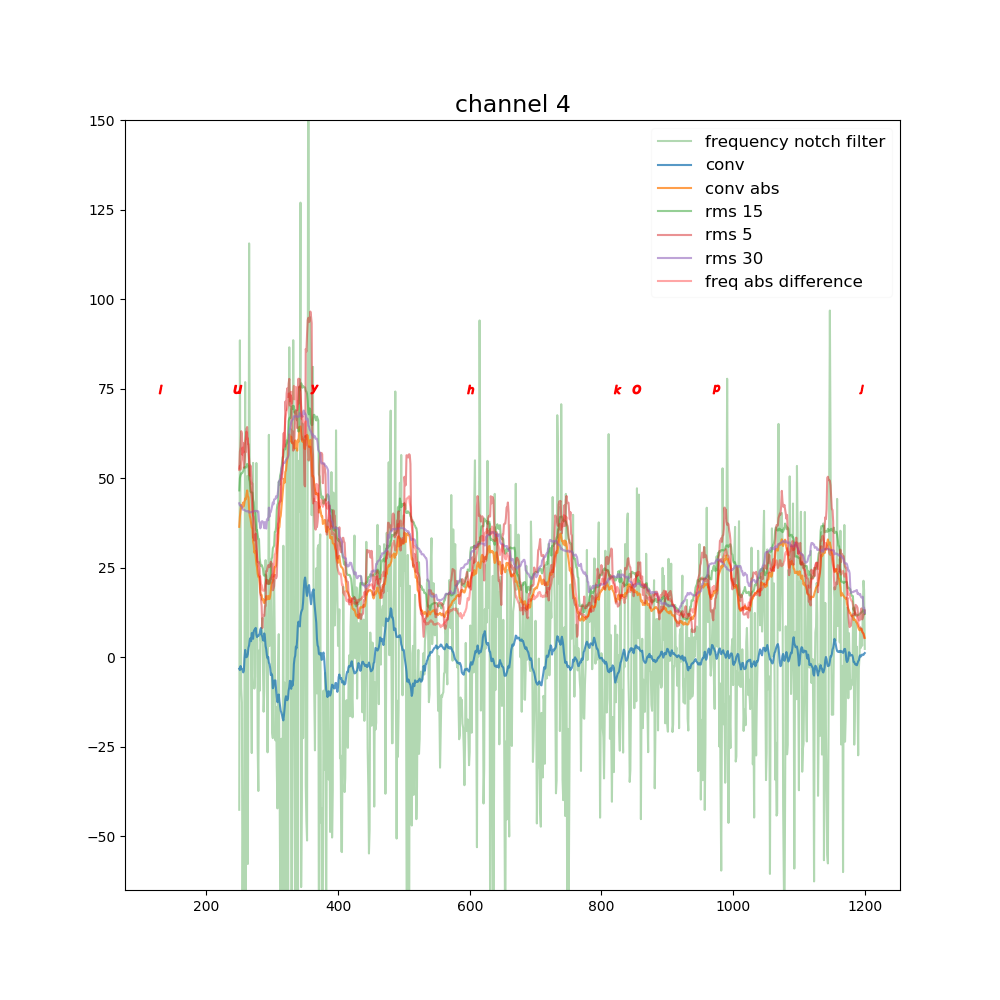 channel 4
150
frequency notch filter
conv
conv abs
rms 15
rms 5
rms 30
freq abs difference
125
100
75
l u y h k o p j
50
25
0
−25
−50
200 400 600 800 1000 1200